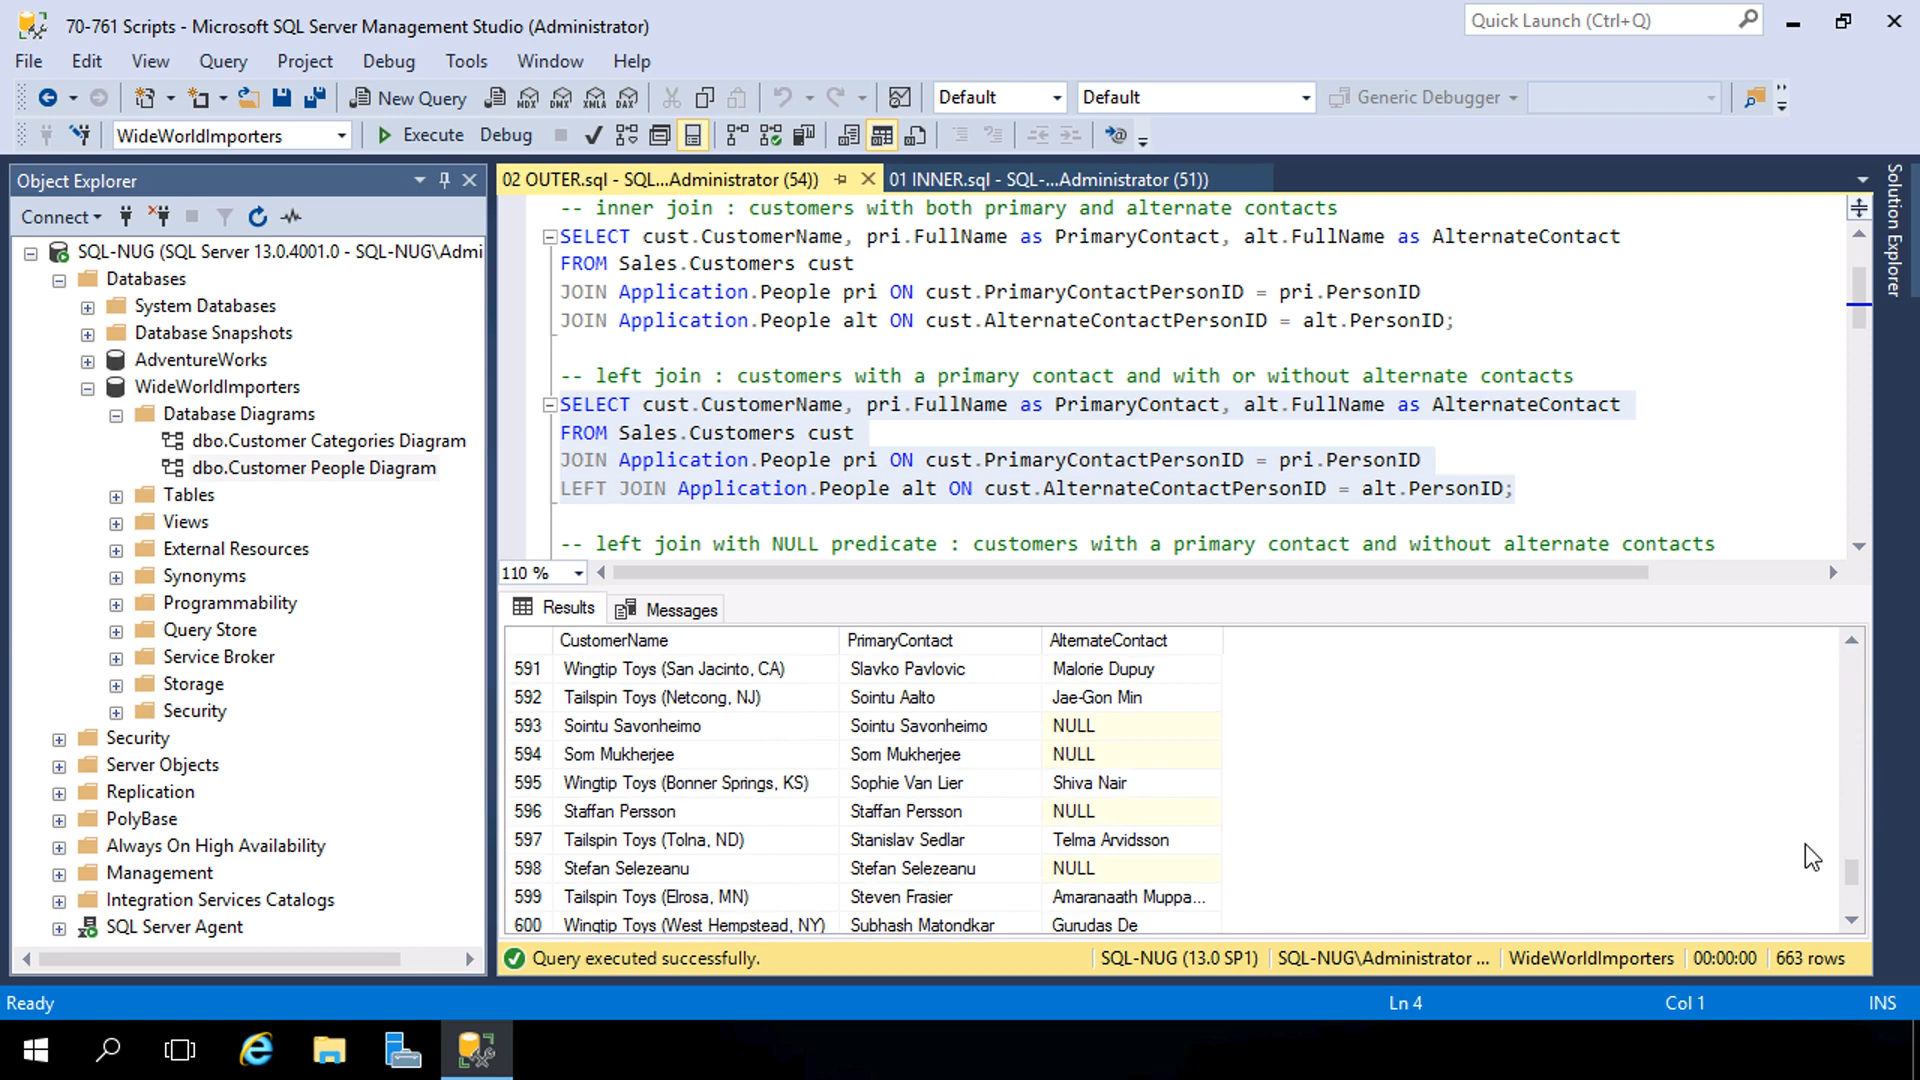 70-761 Scripts - Microsoft SQL Server Management Studio (Administrator)
Quick Launch (Ctrl+Q)
File Edit View Query Project Debug Tools Window Help
New Query MDX DMX XMLA DAX Default Default Generic Debugger
WideWorldImporters Execute Debug
Object Explorer
02 OUTER.sql - SQL...Administrator (54)) 01 INNER.sql - SQL-...Administrator (51))
Solution Explorer
Connect
SQL-NUG (SQL Server 13.0.4001.0 - SQL-NUG\Admi
Databases
System Databases
Database Snapshots
AdventureWorks
WideWorldImporters
Database Diagrams
dbo.Customer Categories Diagram
dbo.Customer People Diagram
Tables
Views
External Resources
Synonyms
Programmability
Query Store
Service Broker
Storage
Security
Security
Server Objects
Replication
PolyBase
Always On High Availability
Management
Integration Services Catalogs
SQL Server Agent
-- inner join : customers with both primary and alternate contacts
SELECT cust.CustomerName, pri.FullName as PrimaryContact, alt.FullName as AlternateContact
FROM Sales.Customers cust
JOIN Application.People pri ON cust.PrimaryContactPersonID = pri.PersonID
JOIN Application.People alt ON cust.AlternateContactPersonID = alt.PersonID;
-- left join : customers with a primary contact and with or without alternate contacts
SELECT cust.CustomerName, pri.FullName as PrimaryContact, alt.FullName as AlternateContact
FROM Sales.Customers cust
JOIN Application.People pri ON cust.PrimaryContactPersonID = pri.PersonID
LEFT JOIN Application.People alt ON cust.AlternateContactPersonID = alt.PersonID;
-- left join with NULL predicate : customers with a primary contact and without alternate contacts
110 %
Results Messages
CustomerName PrimaryContact AlternateContact
591 Wingtip Toys (San Jacinto, CA) Slavko Pavlovic Malorie Dupuy
592 Tailspin Toys (Netcong, NJ) Sointu Aalto Jae-Gon Min
593 Sointu Savonheimo Sointu Savonheimo NULL
594 Som Mukherjee Som Mukherjee NULL
595 Wingtip Toys (Bonner Springs, KS) Sophie Van Lier Shiva Nair
596 Staffan Persson Staffan Persson NULL
597 Tailspin Toys (Tolna, ND) Stanislav Sedlar Telma Arvidsson
598 Stefan Selezeanu Stefan Selezeanu NULL
599 Tailspin Toys (Elrosa, MN) Steven Frasier Amaranaath Muppa...
600 Wingtip Toys (West Hempstead, NY) Subhash Matondkar Gurudas De
Query executed successfully. SQL-NUG (13.0 SP1) SQL-NUG\Administrator ... WideWorldImporters 00:00:00 663 rows
Ready Ln 4 Col 1 INS